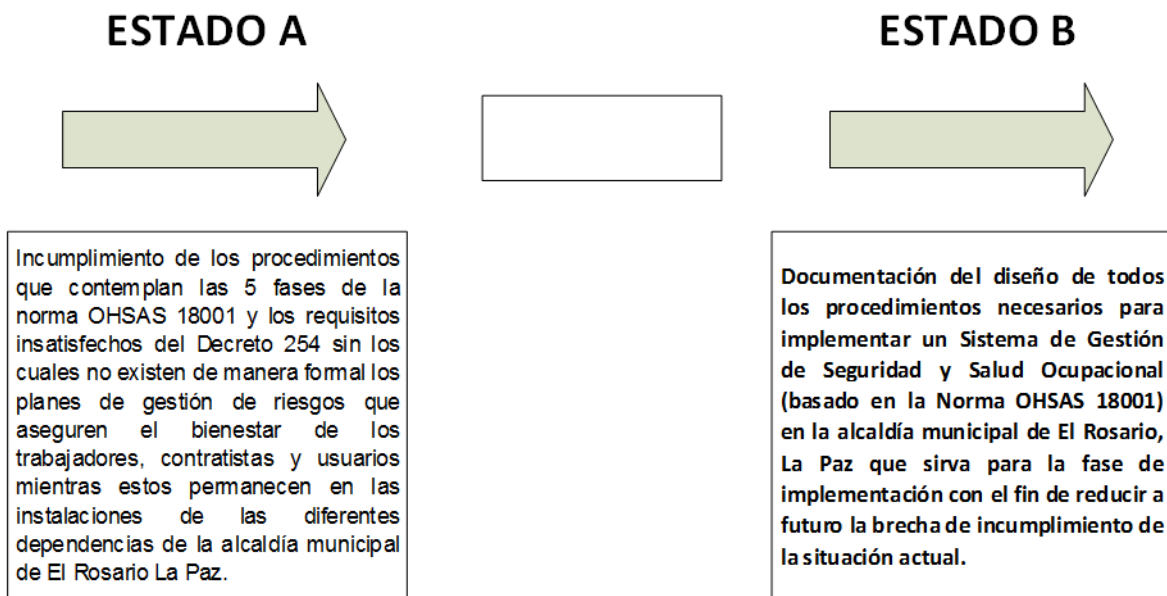 ESTADO A
ESTADO B
Incumplimiento de los procedimientos
que contemplan las 5 fases de la
norma OHSAS 18001 y los requisitos
insatisfechos del Decreto 254 sin los
cuales no existen de manera formal los
planes de gestión de riesgos que
aseguren el bienestar de los
trabajadores, contratistas y usuarios
mientras estos permanecen en las
instalaciones de las diferentes
dependencias de la alcaldía municipal
de El Rosario La Paz.
Documentación del diseño de todos
los procedimientos necesarios para
implementar un Sistema de Gestión
de Seguridad y Salud Ocupacional
(basado en la Norma OHSAS 18001)
en la alcaldía municipal de El Rosario,
La Paz que sirva para la fase de
implementación con el fin de reducir a
futuro la brecha de incumplimiento de
la situación actual.